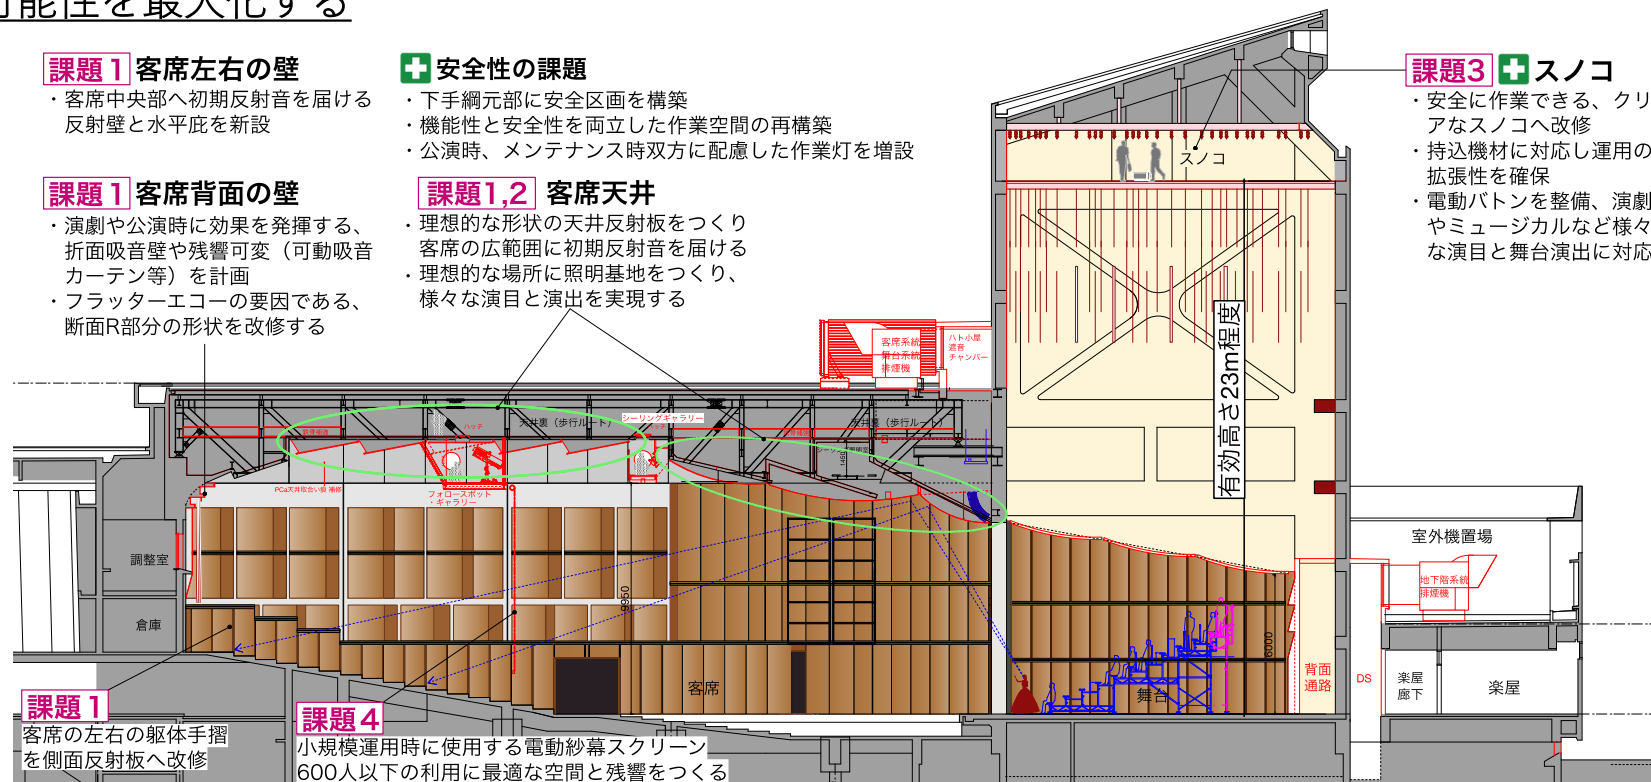 可能性を最大化する
課題1 客席左右の壁
・客席中央部へ初期反射音を届ける
反射壁と水平庇を新設
安全性の課題
・下手綱元部に安全区画を構築
・機能性と安全性を両立した作業空間の再構築
・公演時、メンテナンス時双方に配慮した作業灯を増設
課題3 スノコ
・安全に作業できる、クリ
アなスノコへ改修
・持込機材に対応し運用の
拡張性を確保
・電動バトンを整備、演劇
やミュージカルなど様々
な演目と舞台演出に対応
課題1 客席背面の壁
・演劇や公演時に効果を発揮する、
折面吸音壁や残響可変（可動吸音
カーテン等）を計画
・フラッターエコーの要因である、
断面R部分の形状を改修する
課題1,2 客席天井
・理想的な形状の天井反射板をつくり
客席の広範囲に初期反射音を届ける
・理想的な場所に照明基地をつくり、
様々な演目と演出を実現する
スノコ
有効高さ23m程度
客席系統
舞台系統
排煙機
ハト小屋
遮音
チャンバー
シーリングギャラリー
天井裏（歩行ルート）
天井裏（歩行ルート）
ハッチ
PCa天井取合い個 補修
フォロースポット
・ギャラリー
調整室
倉庫
9950
客席
舞台
6000
背面
通路
DS
楽屋
廊下
楽屋
室外機置場
地下階系統
排煙機
課題1
客席の左右の躯体手摺
を側面反射板へ改修
課題4
小規模運用時に使用する電動紗幕スクリーン
600人以下の利用に最適な空間と残響をつくる